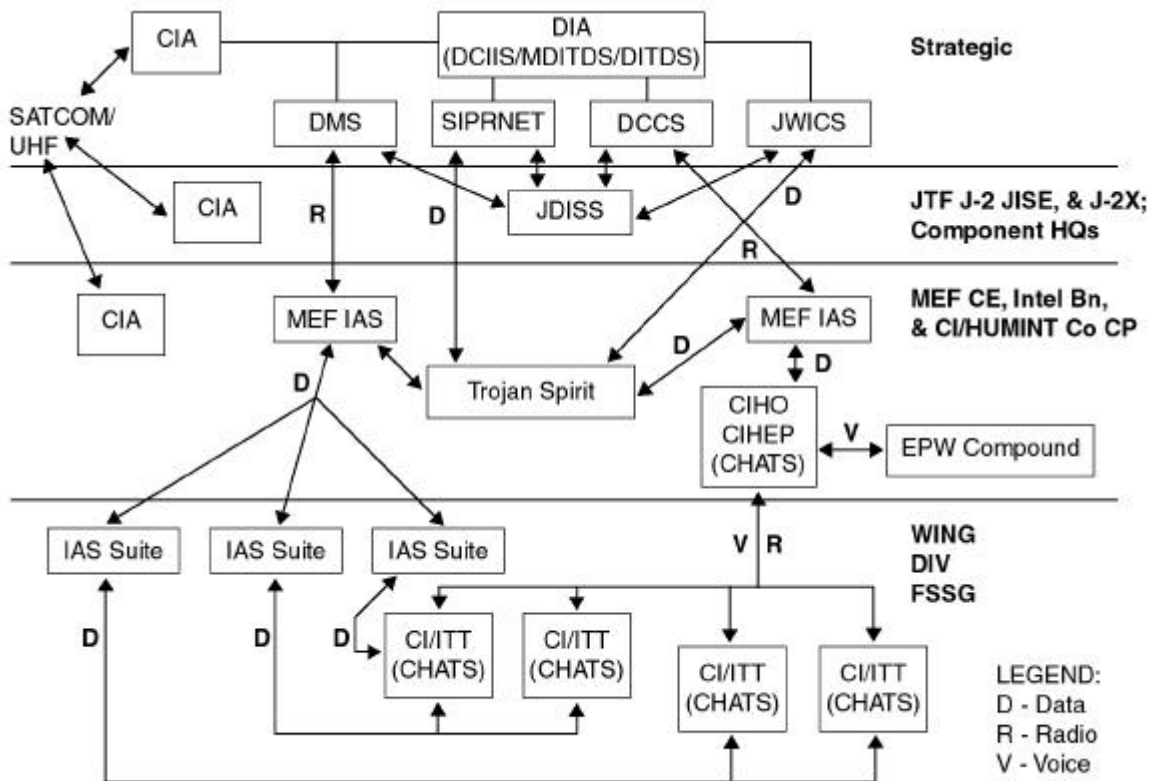 CIA
DIA
(DCIIS/MDITDS/DITDS)
Strategic
SATCOM/
UHF
DMS
SIPRNET
DCCS
JWICS
CIA
R
D
JDISS
D
R
JTF J-2 JISE, & J-2X;
Component HQs
CIA
MEF IAS
MEF IAS
MEF CE, Intel Bn,
& CI/HUMINT Co CP
D
Trojan Spirit
D
D
CIHO
CIHEP
(CHATS)
V
EPW Compound
IAS Suite
IAS Suite
IAS Suite
V
R
WING
DIV
FSSG
D
D
D
CI/ITT
(CHATS)
CI/ITT
(CHATS)
CI/ITT
(CHATS)
CI/ITT
(CHATS)
LEGEND:
D - Data
R - Radio
V - Voice